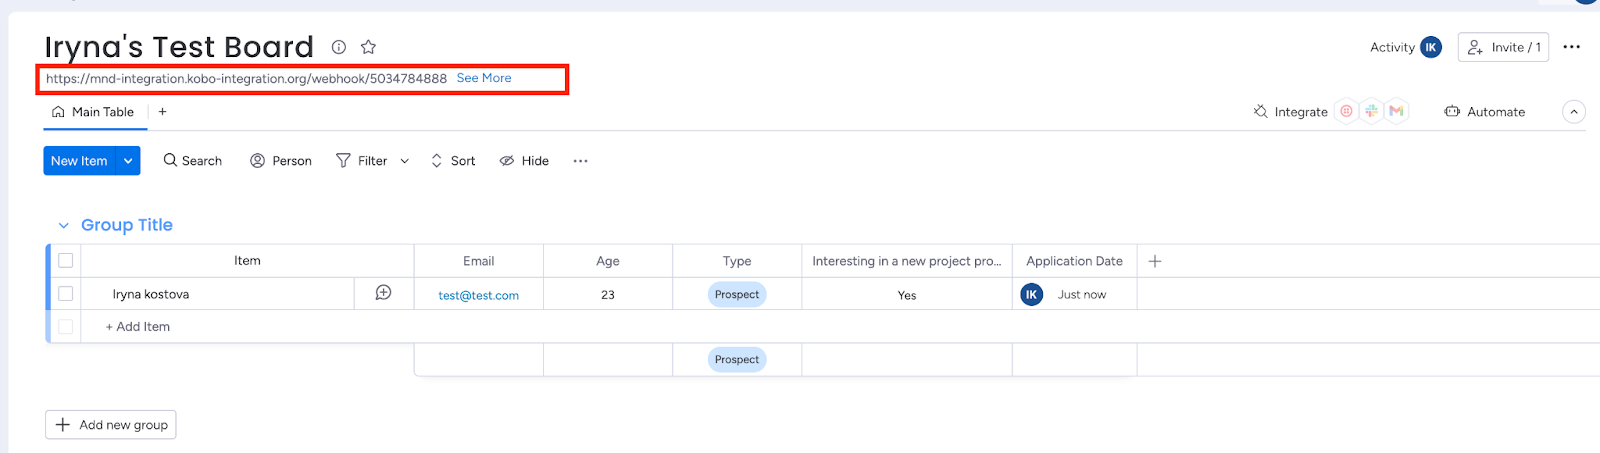 Iryna's Test Board
Activity IK Invite / 1
https://mnd-integration.kobo-integration.org/webhook/5034784888 See More
Main Table +
Integrate Automate
New Item Search Person Filter Sort Hide
Group Title
Item Email Age Type Interesting in a new project pro... Application Date +
Iryna kostova test@test.com 23 Prospect Yes IK Just now
+ Add Item
Prospect
+ Add new group